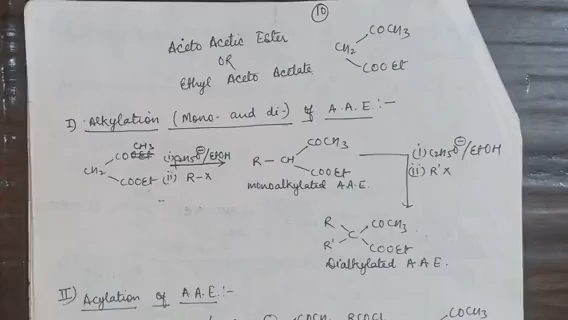 10
Aceto Acetic Ester
OR
Ethyl Aceto Acetate
COCH3
CH2
COOEt
I) Alkylation (Mono- and di-) of A.A.E:-
CH3
(i) C2H5O⊖/EtOH
CH2
COOEt
(ii) R-X
R-CH
COCH3
COOEt
monoalkylated A.A.E.
(i) C2H5O⊖/EtOH
(ii) R'X
R
R'
C
COCH3
COOEt
Dialkylated A.A.E.
II) Acylation of A.A.E:-
COCH3
RCOCl
COCH3